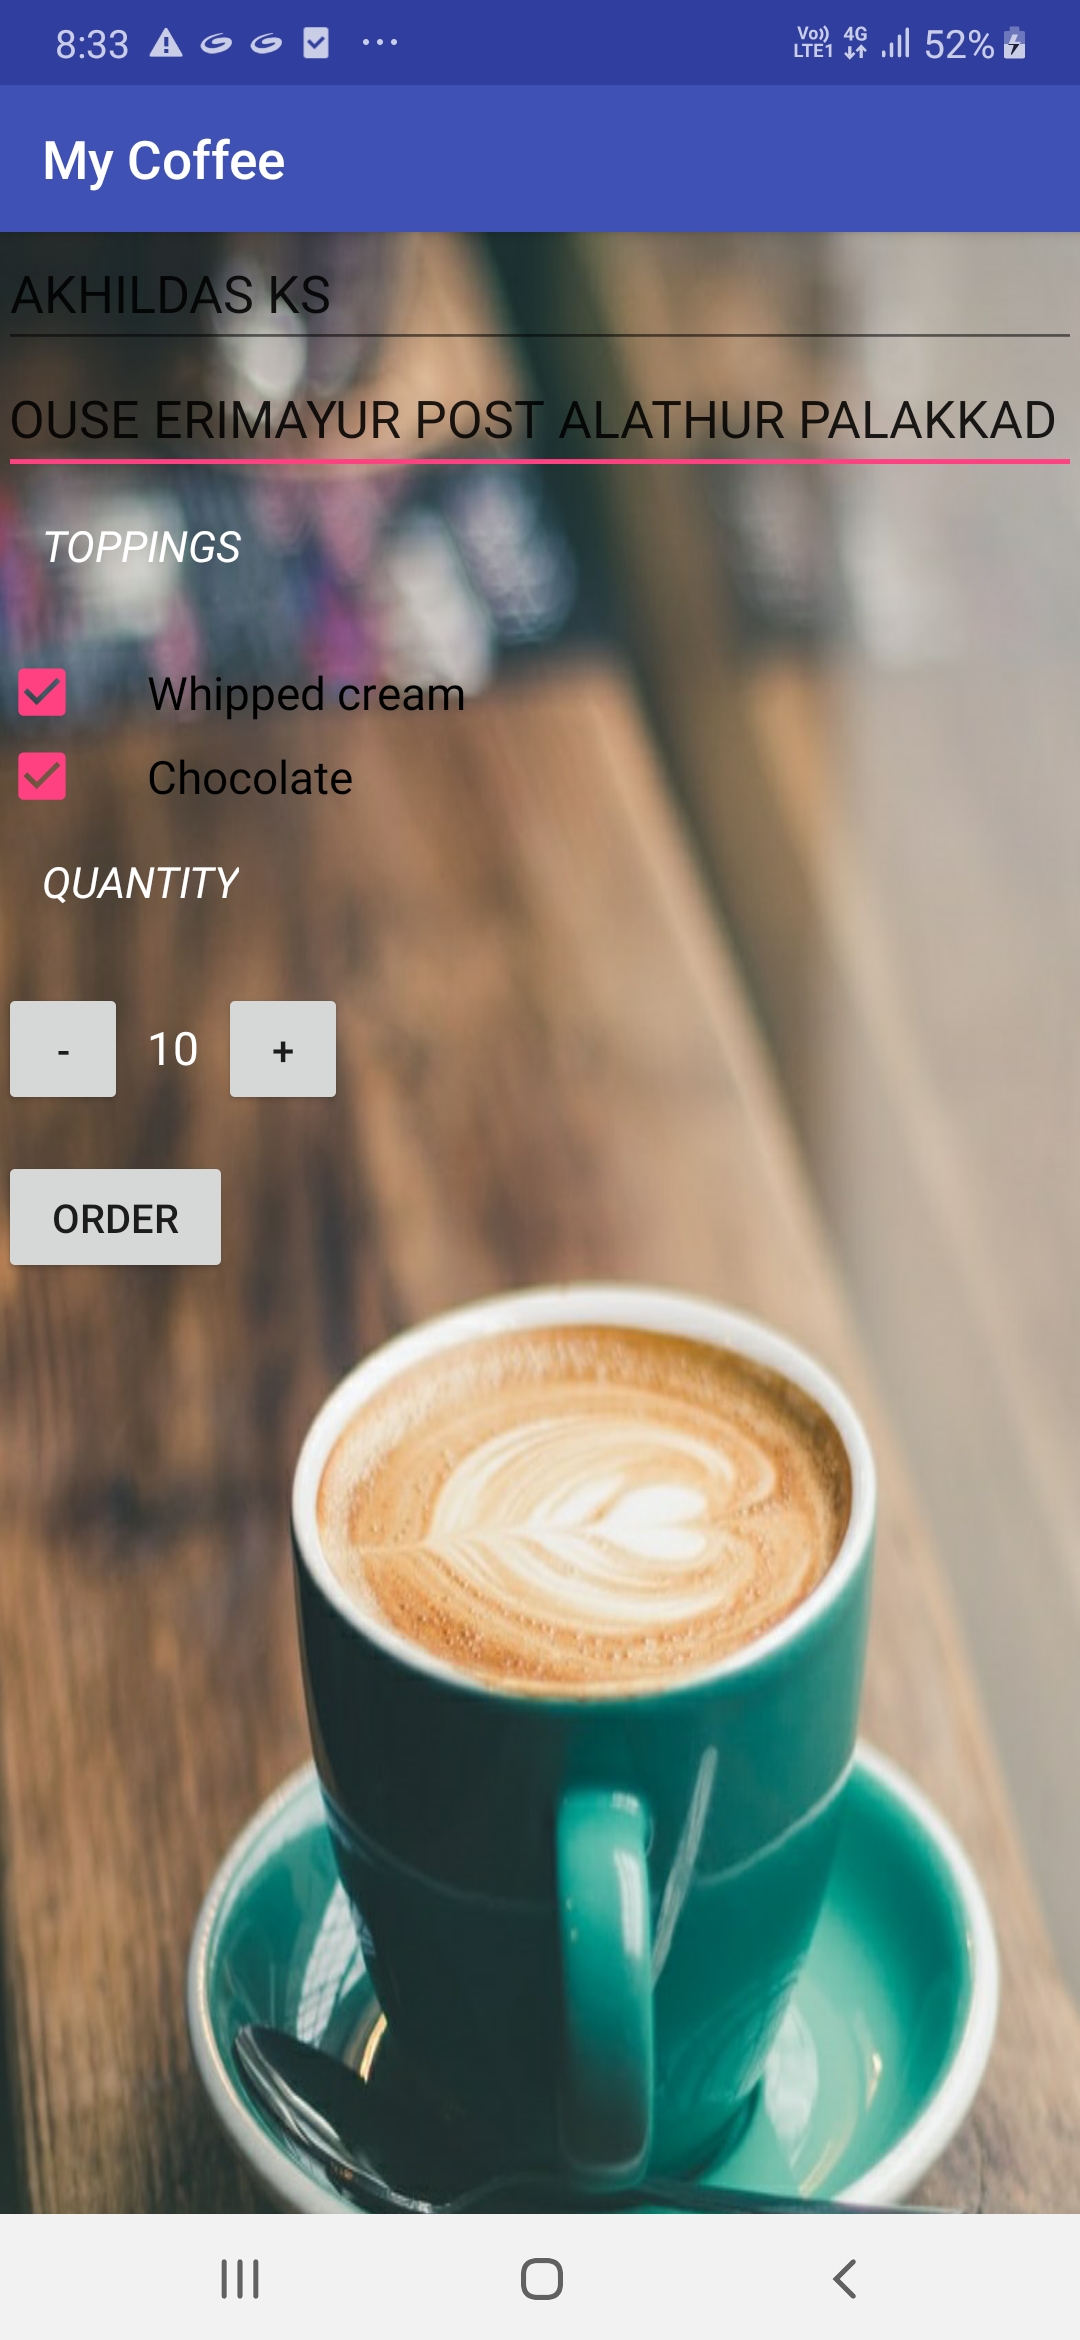 8:33
Vo)) LTE1 4G 52%
My Coffee
AKHILDAS KS
OUSE ERIMAYUR POST ALATHUR PALAKKAD
TOPPINGS
Whipped cream
Chocolate
QUANTITY
- 10 +
ORDER